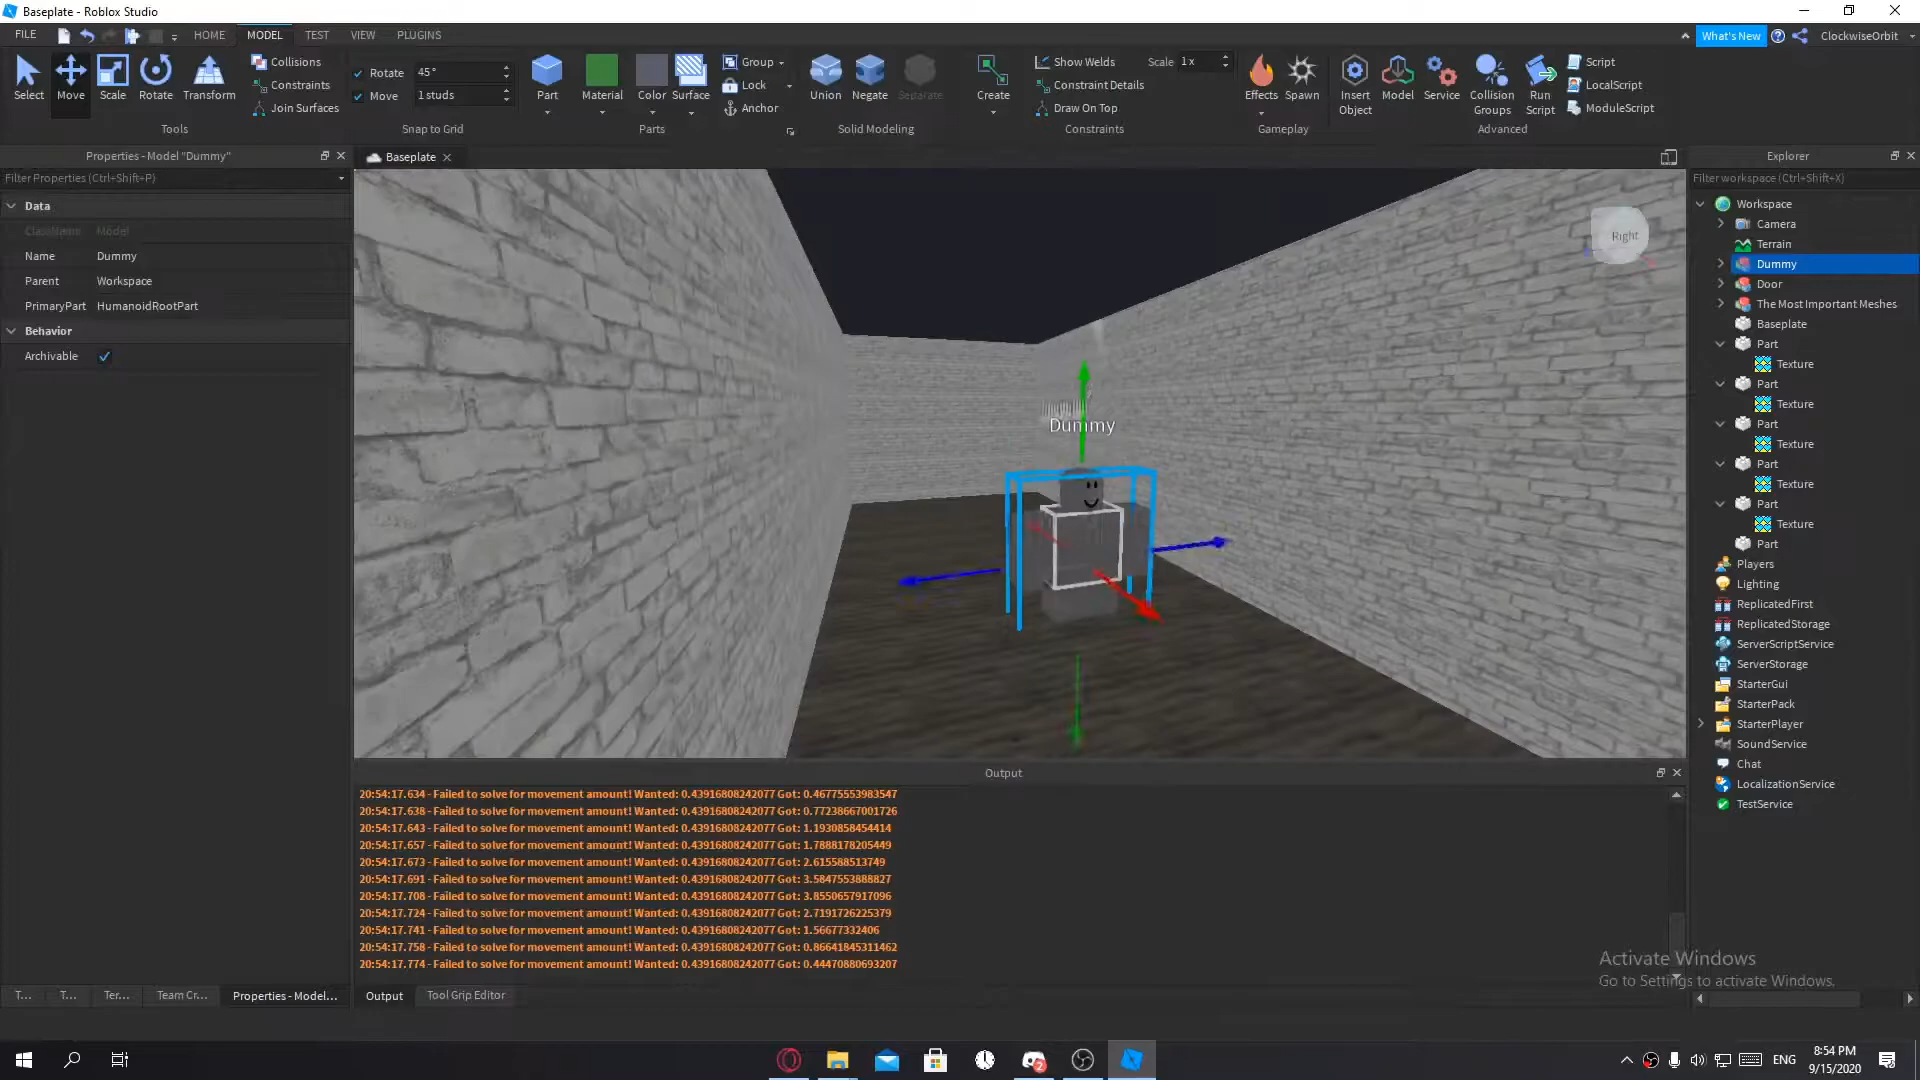 Baseplate - Roblox Studio
FILE
HOME
MODEL
TEST
VIEW
PLUGINS
What's New
ClockwiseOrbit
Select
Move
Scale
Rotate
Transform
Collisions
Constraints
Join Surfaces
Rotate 45°
Move 1 studs
Part
Material
Color
Surface
Group
Lock
Anchor
Union
Negate
Separate
Create
Show Welds
Scale 1x
Constraint Details
Draw On Top
Effects
Spawn
Insert Object
Model
Service
Collision Groups
Run Script
Script
LocalScript
ModuleScript
Tools
Snap to Grid
Parts
Solid Modeling
Constraints
Gameplay
Advanced
Properties - Model "Dummy"
Filter Properties (Ctrl+Shift+P)
Data
ClassName Model
Name Dummy
Parent Workspace
PrimaryPart HumanoidRootPart
Behavior
Archivable
Baseplate
Right
Dummy
Output
20:54:17.634 - Failed to solve for movement amount! Wanted: 0.43916808242077 Got: 0.46775553983547
20:54:17.638 - Failed to solve for movement amount! Wanted: 0.43916808242077 Got: 0.77238667001726
20:54:17.643 - Failed to solve for movement amount! Wanted: 0.43916808242077 Got: 1.1930858454414
20:54:17.657 - Failed to solve for movement amount! Wanted: 0.43916808242077 Got: 1.7888178205449
20:54:17.673 - Failed to solve for movement amount! Wanted: 0.43916808242077 Got: 2.615588513749
20:54:17.691 - Failed to solve for movement amount! Wanted: 0.43916808242077 Got: 3.5847553888827
20:54:17.708 - Failed to solve for movement amount! Wanted: 0.43916808242077 Got: 3.8550657917096
20:54:17.724 - Failed to solve for movement amount! Wanted: 0.43916808242077 Got: 2.7191726225379
20:54:17.741 - Failed to solve for movement amount! Wanted: 0.43916808242077 Got: 1.56677332406
20:54:17.758 - Failed to solve for movement amount! Wanted: 0.43916808242077 Got: 0.86641845311462
20:54:17.774 - Failed to solve for movement amount! Wanted: 0.43916808242077 Got: 0.44470880693207
T...
T...
Ter...
Team Cr...
Properties - Model...
Output
Tool Grip Editor
Explorer
Filter workspace (Ctrl+Shift+X)
Workspace
Camera
Terrain
Dummy
Door
The Most Important Meshes
Baseplate
Part
Texture
Part
Texture
Part
Texture
Part
Texture
Part
Texture
Part
Players
Lighting
ReplicatedFirst
ReplicatedStorage
ServerScriptService
ServerStorage
StarterGui
StarterPack
StarterPlayer
SoundService
Chat
LocalizationService
TestService
Activate Windows
Go to Settings to activate Windows.
2
ENG
8:54 PM
9/15/2020